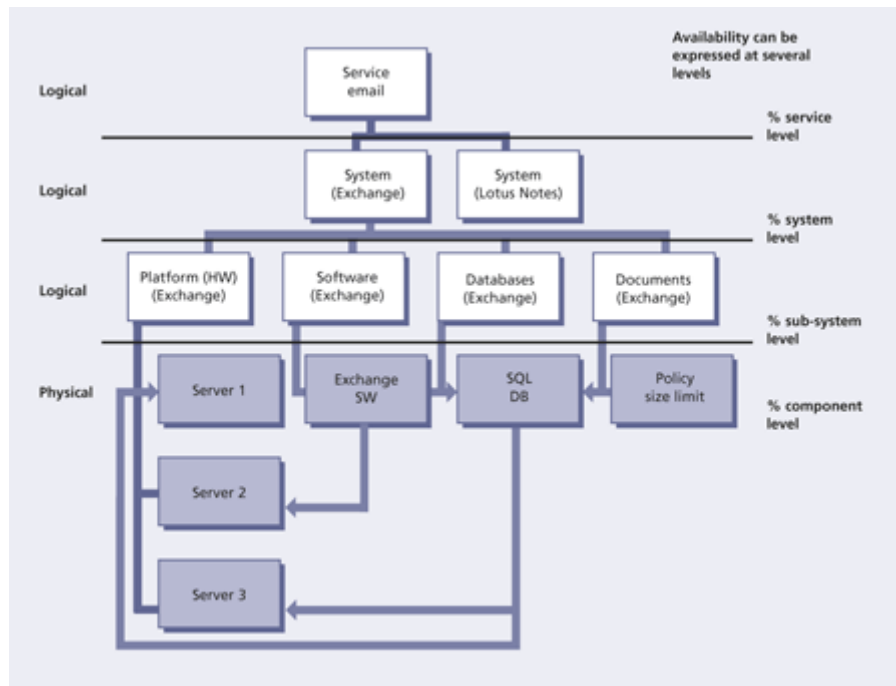 Availability can be
expressed at several
levels
Logical
Service
email
% service
level
Logical
System
(Exchange)
System
(Lotus Notes)
% system
level
Logical
Platform (HW)
(Exchange)
Software
(Exchange)
Databases
(Exchange)
Documents
(Exchange)
% sub-system
level
Physical
Server 1
Exchange
SW
SQL
DB
Policy
size limit
% component
level
Server 2
Server 3